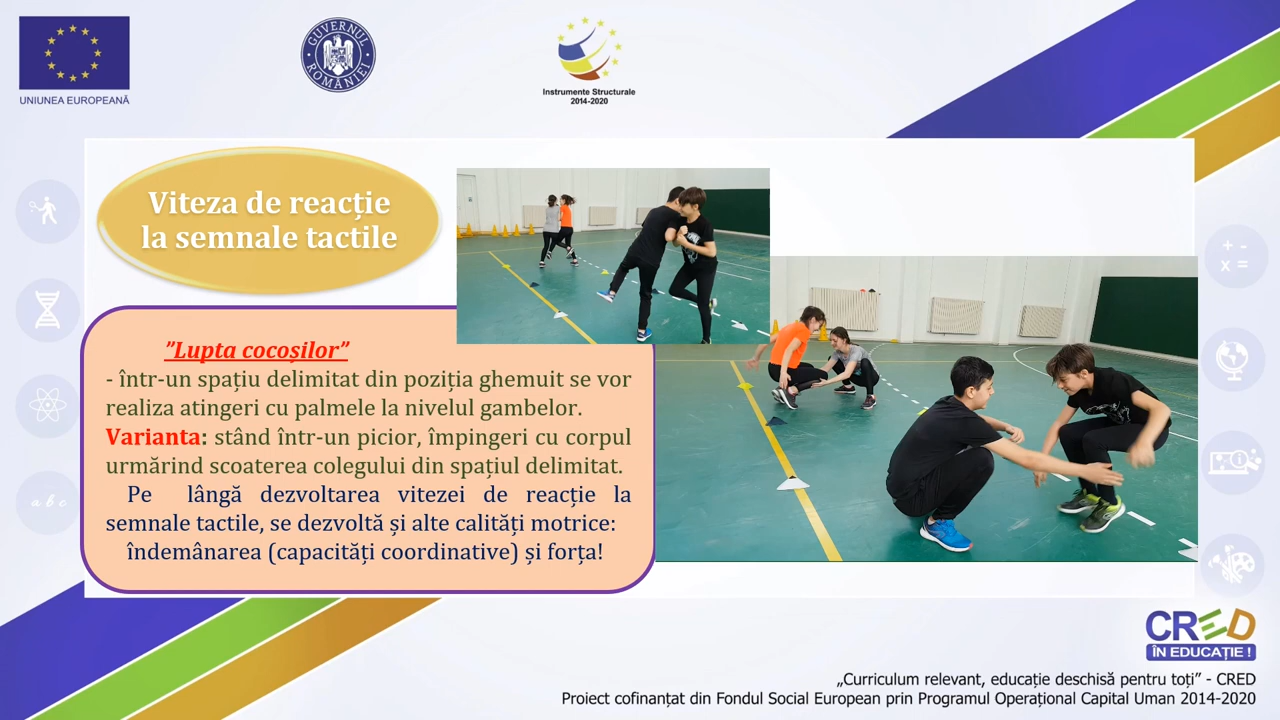 UNIUNEA EUROPEANĂ
GUVERNUL ROMÂNIEI
Instrumente Structurale
2014-2020
Viteza de reacție
la semnale tactile
”Lupta cocoșilor”
- într-un spațiu delimitat din poziția ghemuit se vor
realiza atingeri cu palmele la nivelul gambelor.
Varianta: stând într-un picior, împingeri cu corpul
urmărind scoaterea colegului din spațiul delimitat.
Pe lângă dezvoltarea vitezei de reacție la
semnale tactile, se dezvoltă și alte calități motrice:
îndemânarea (capacități coordinative) și forța!
+ -
x =
a b c
CRED
ÎN EDUCAȚIE !
„Curriculum relevant, educație deschisă pentru toți” - CRED
Proiect cofinanțat din Fondul Social European prin Programul Operațional Capital Uman 2014-2020